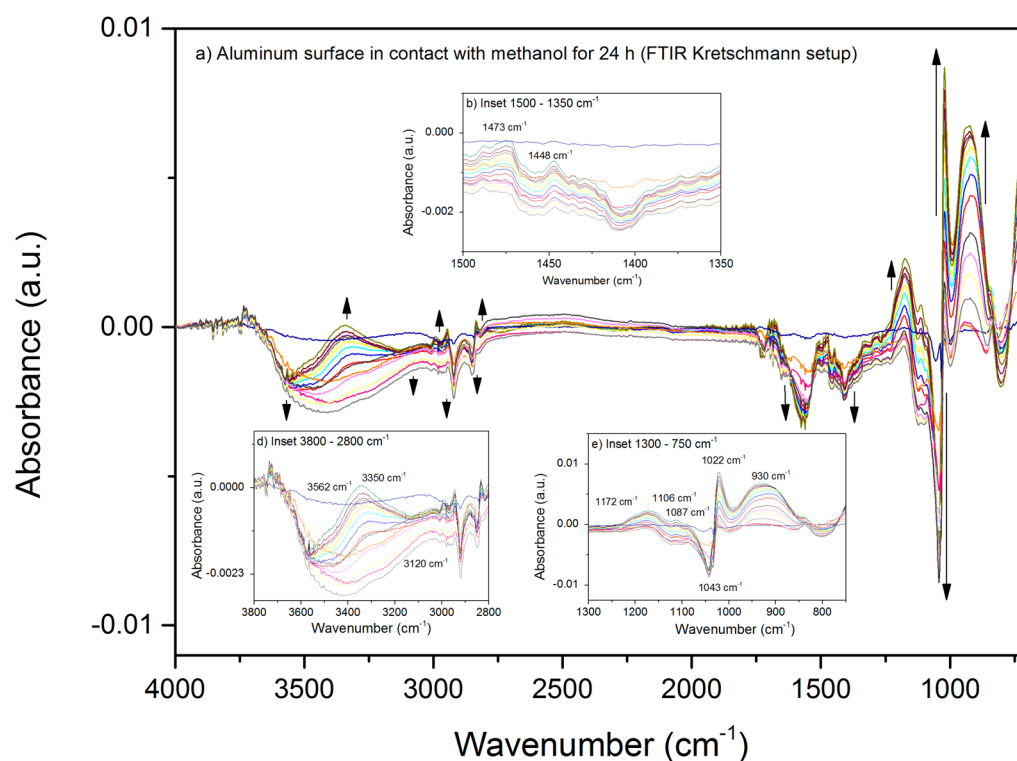 0.01
a) Aluminum surface in contact with methanol for 24 h (FTIR Kretschmann setup)
b) Inset 1500 - 1350 cm⁻¹
1473 cm⁻¹
1448 cm⁻¹
0.000
-0.002
Absorbance (a.u.)
1500
1450
1400
1350
Wavenumber (cm⁻¹)
Absorbance (a.u.)
0.00
d) Inset 3800 - 2800 cm⁻¹
3562 cm⁻¹
3350 cm⁻¹
3120 cm⁻¹
0.0000
-0.0023
Absorbance (a.u.)
3800
3600
3400
3200
3000
2800
Wavenumber (cm⁻¹)
e) Inset 1300 - 750 cm⁻¹
1022 cm⁻¹
930 cm⁻¹
1172 cm⁻¹
1106 cm⁻¹
1087 cm⁻¹
1043 cm⁻¹
0.01
0.00
-0.01
Absorbance (a.u.)
1300
1200
1100
1000
900
800
Wavenumber (cm⁻¹)
-0.01
4000
3500
3000
2500
2000
1500
1000
Wavenumber (cm⁻¹)